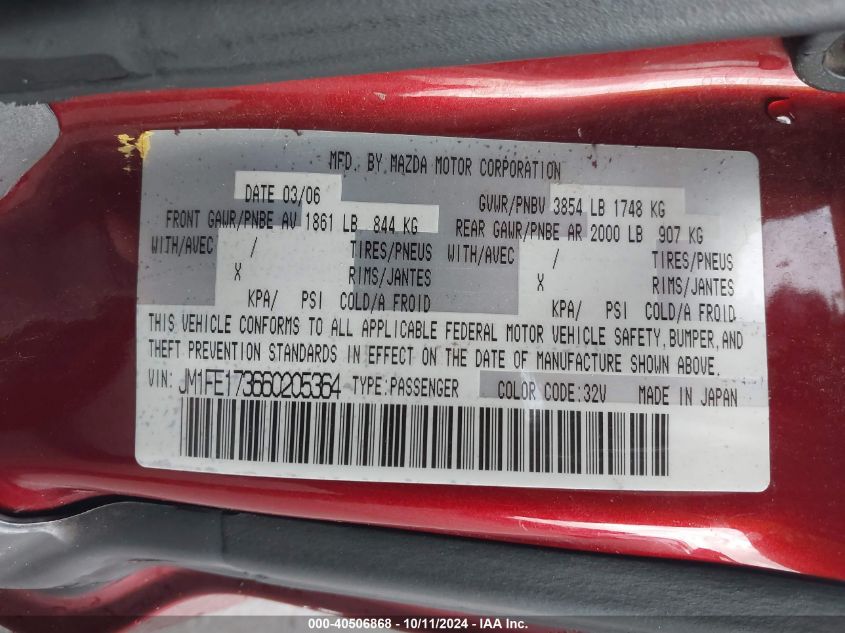 MFD. BY MAZDA MOTOR CORPORATION
DATE 03/06 GVWR/PNBV 3854 LB 1748 KG
FRONT GAWR/PNBE AV 1861 LB 844 KG REAR GAWR/PNBE AR 2000 LB 907 KG
WITH/AVEC / TIRES/PNEUS WITH/AVEC / TIRES/PNEUS
X RIMS/JANTES X RIMS/JANTES
KPA/ PSI COLD/A FROID KPA/ PSI COLD/A FROID
THIS VEHICLE CONFORMS TO ALL APPLICABLE FEDERAL MOTOR VEHICLE SAFETY, BUMPER, AND
THEFT PREVENTION STANDARDS IN EFFECT ON THE DATE OF MANUFACTURE SHOWN ABOVE.
VIN: JM1FE173660205364 TYPE:PASSENGER COLOR CODE:32V MADE IN JAPAN
000-40506868 - 10/11/2024 - IAA Inc.